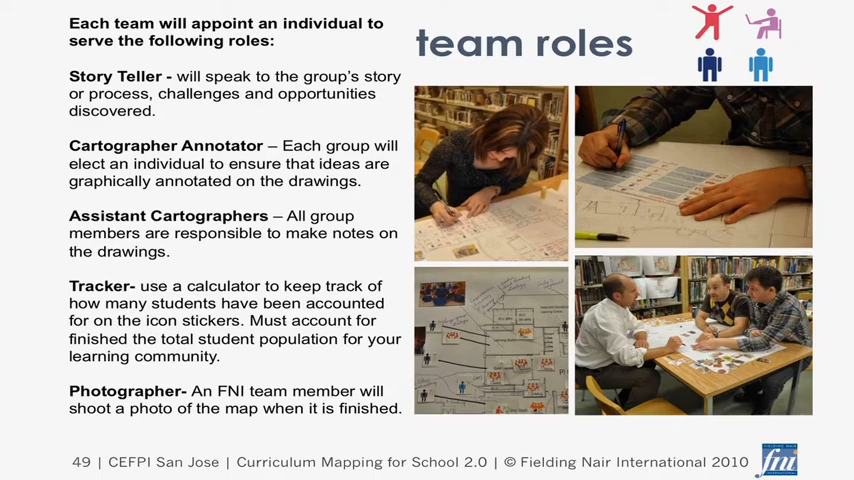 Each team will appoint an individual to
serve the following roles:
team roles
Story Teller - will speak to the group's story
or process, challenges and opportunities
discovered.
Cartographer Annotator – Each group will
elect an individual to ensure that ideas are
graphically annotated on the drawings.
Assistant Cartographers – All group
members are responsible to make notes on
the drawings.
Tracker- use a calculator to keep track of
how many students have been accounted
for on the icon stickers. Must account for
finished the total student population for your
learning community.
Photographer- An FNI team member will
shoot a photo of the map when it is finished.
49 | CEFPI San Jose | Curriculum Mapping for School 2.0 | © Fielding Nair International 2010
FIELDING NAIR
fni
INTERNATIONAL